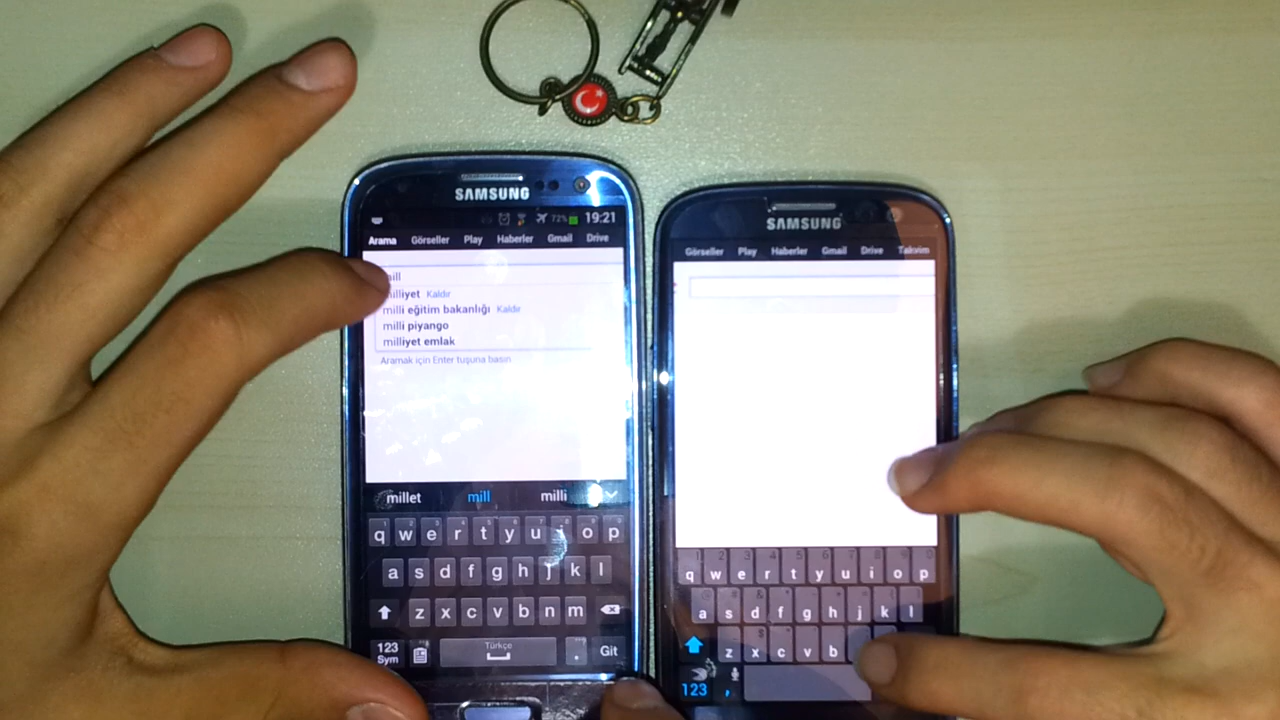 SAMSUNG
72% 19:21
Arama Görseller Play Haberler Gmail Drive
mill
milliyet Kaldır
milli eğitim bakanlığı Kaldır
milli piyango
milliyet emlak
Aramak için Enter tuşuna basın
millet mill milli
q w e r t y u i o p
a s d f g h j k l
z x c v b n m
123 Sym Türkçe . Git
SAMSUNG
Görseller Play Haberler Gmail Drive Takvim
q w e r t y u i o p
a s d f g h j k l
z x c v b
123 ,